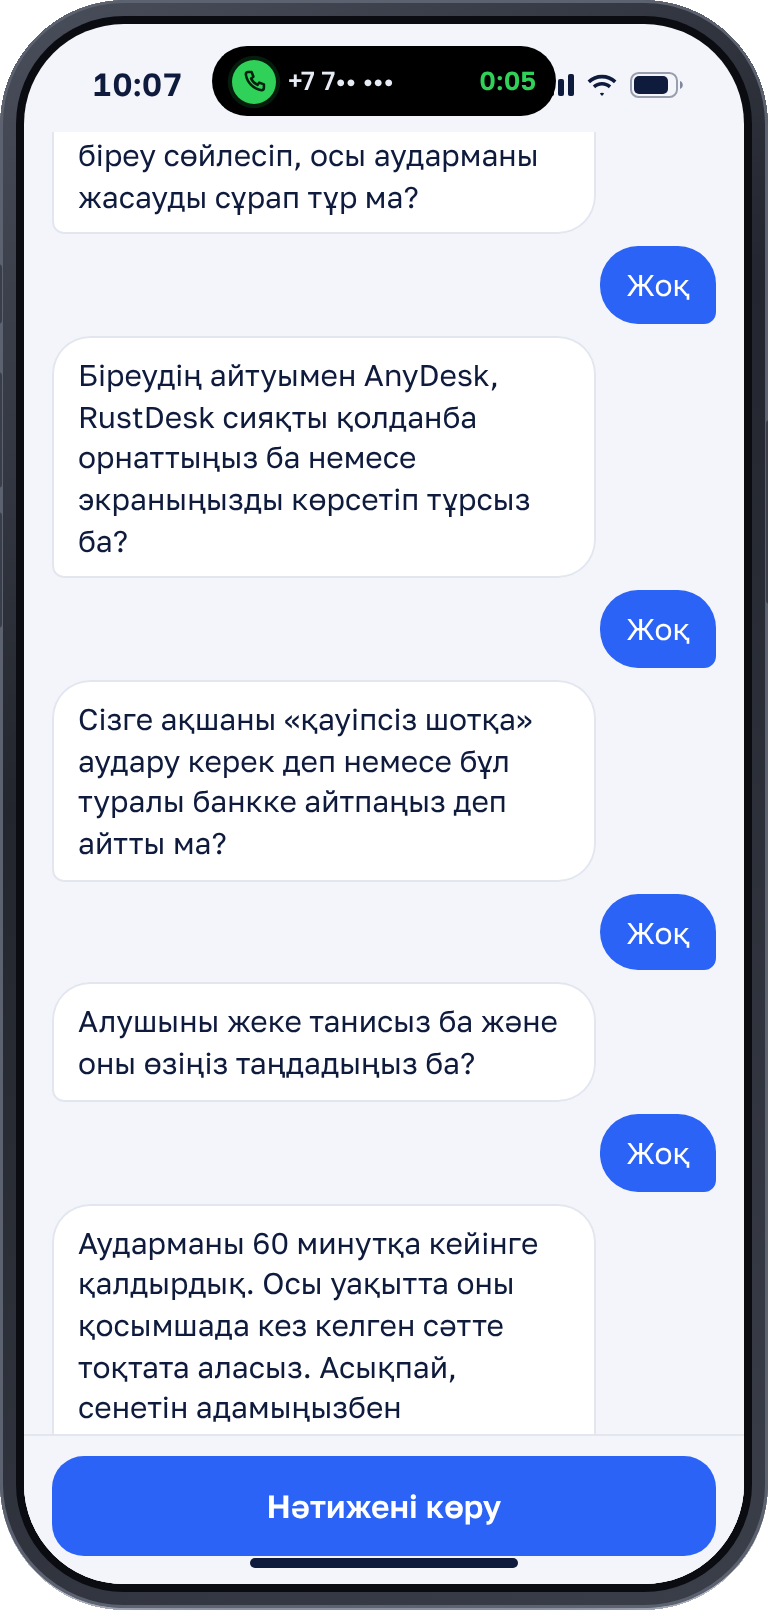 10:07
+7 7•• •••
0:05
біреу сөйлесіп, осы аударманы
жасауды сұрап тұр ма?
Жоқ
Біреудің айтуымен AnyDesk,
RustDesk сияқты қолданба
орнаттыңыз ба немесе
экраныңызды көрсетіп тұрсыз
ба?
Жоқ
Сізге ақшаны «қауіпсіз шотқа»
аудару керек деп немесе бұл
туралы банкке айтпаңыз деп
айтты ма?
Жоқ
Алушыны жеке танисыз ба және
оны өзіңіз таңдадыңыз ба?
Жоқ
Аударманы 60 минутқа кейінге
қалдырдық. Осы уақытта оны
қосымшада кез келген сәтте
тоқтата аласыз. Асықпай,
сенетін адамыңызбен
Нәтижені көру